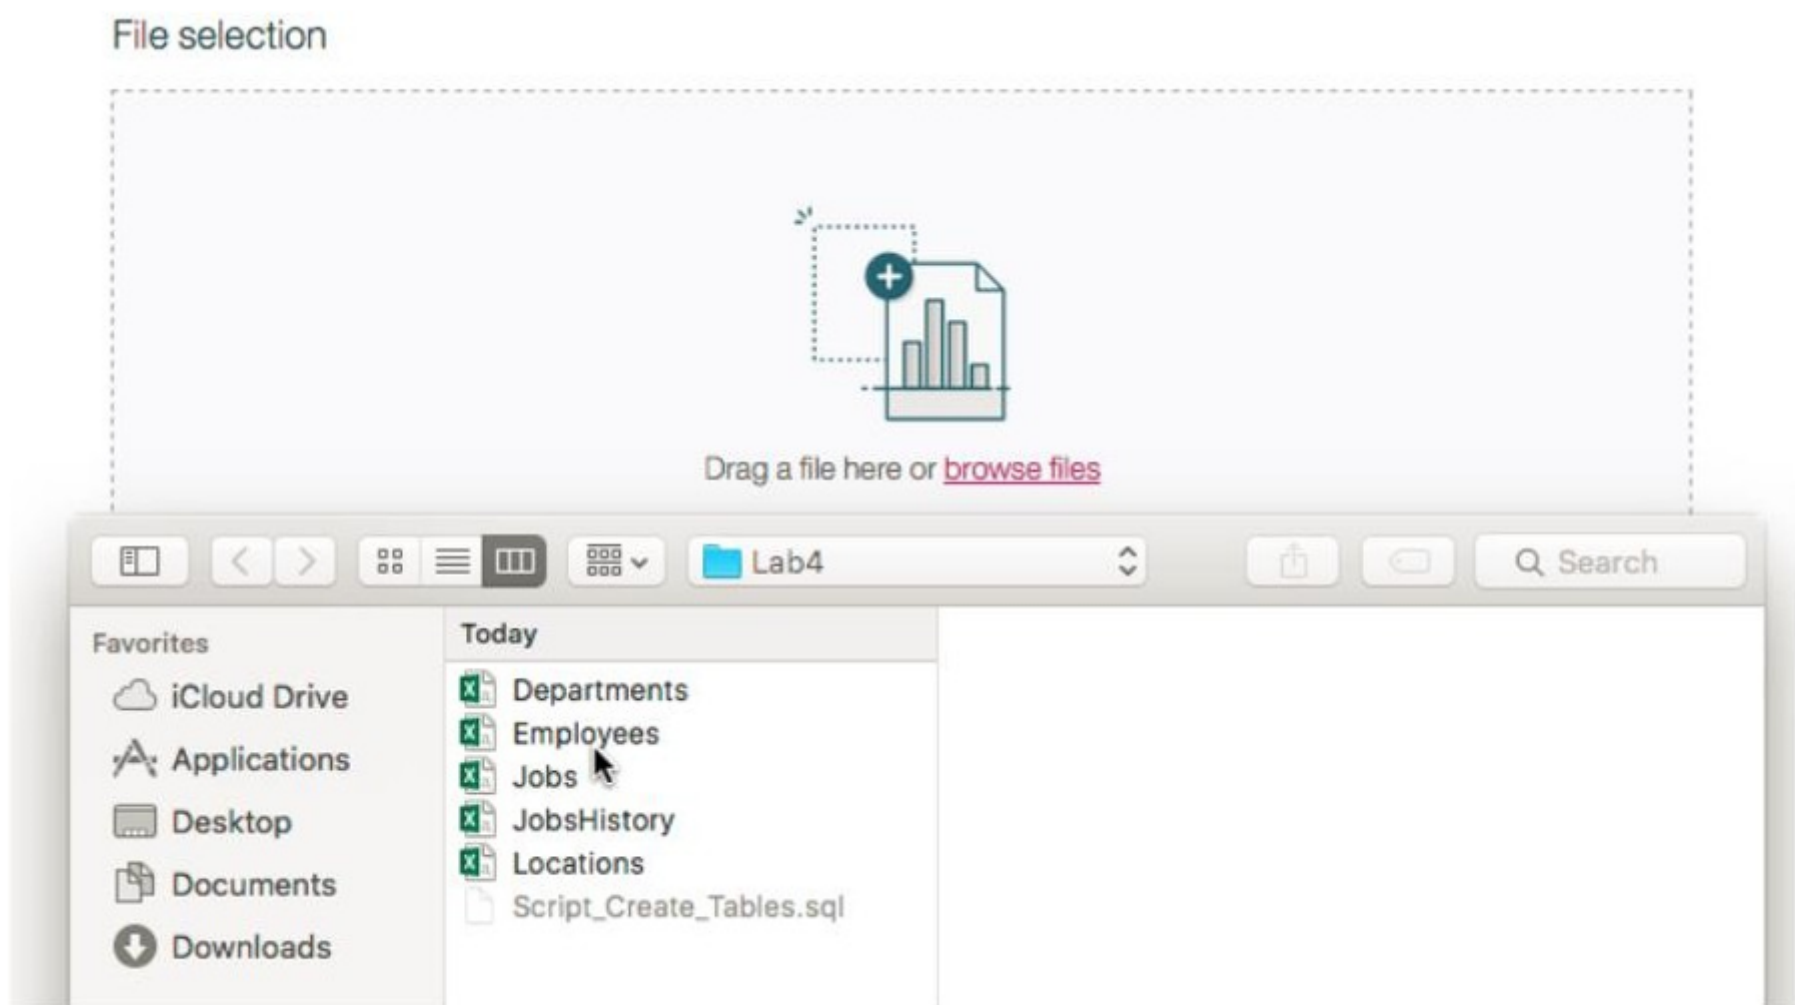 File selection
Drag a file here or browse files
Lab4
Search
Favorites
iCloud Drive
Applications
Desktop
Documents
Downloads
Today
Departments
Employees
Jobs
JobsHistory
Locations
Script_Create_Tables.sql